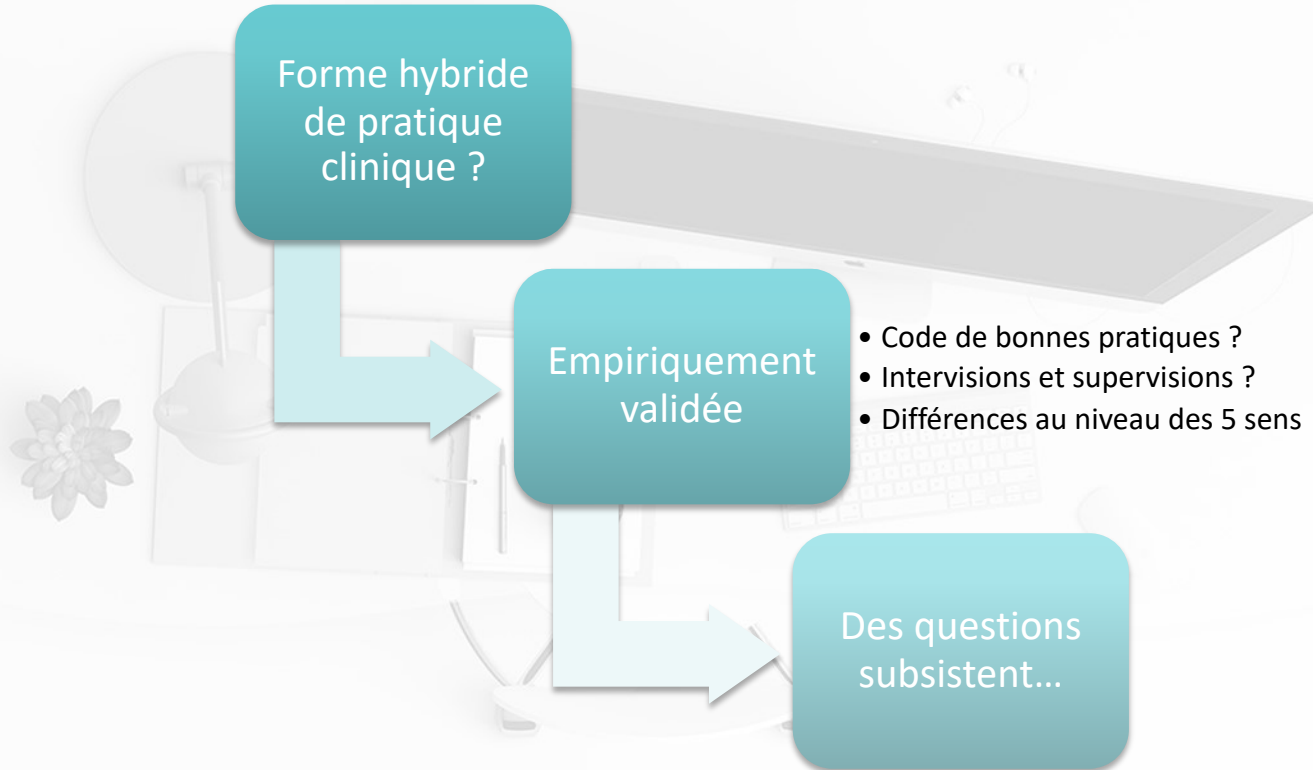 Forme hybride
de pratique
clinique ?
Empiriquement
validée
• Code de bonnes pratiques ?
• Intervisions et supervisions ?
• Différences au niveau des 5 sens
Des questions
subsistent…